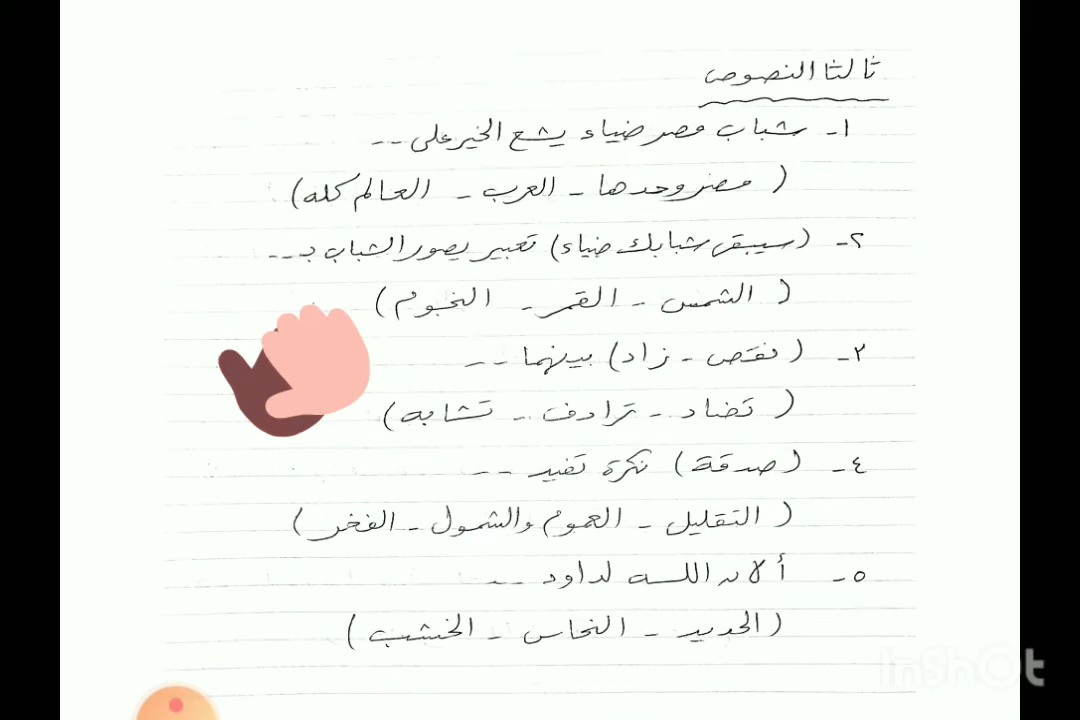 ثالثا النصوص
١- شباب مصر ضياء يشع الخير على --
( مصر وحدها - العرب - العالم كله)
٢- (سيبقى شبابك ضياء) تعبير يصور الشباب بـ --
( الشمس - القمر - النجوم )
٣- ( نقص - زاد) بينهما --
( تضاد - ترادف - تشابه )
٤- (صدقة) نكرة تفيد --
( التقليل - العموم والشمول - الفخر )
٥- ألان الله لداود --
( الحديد - النحاس - الخشب )
InShOt